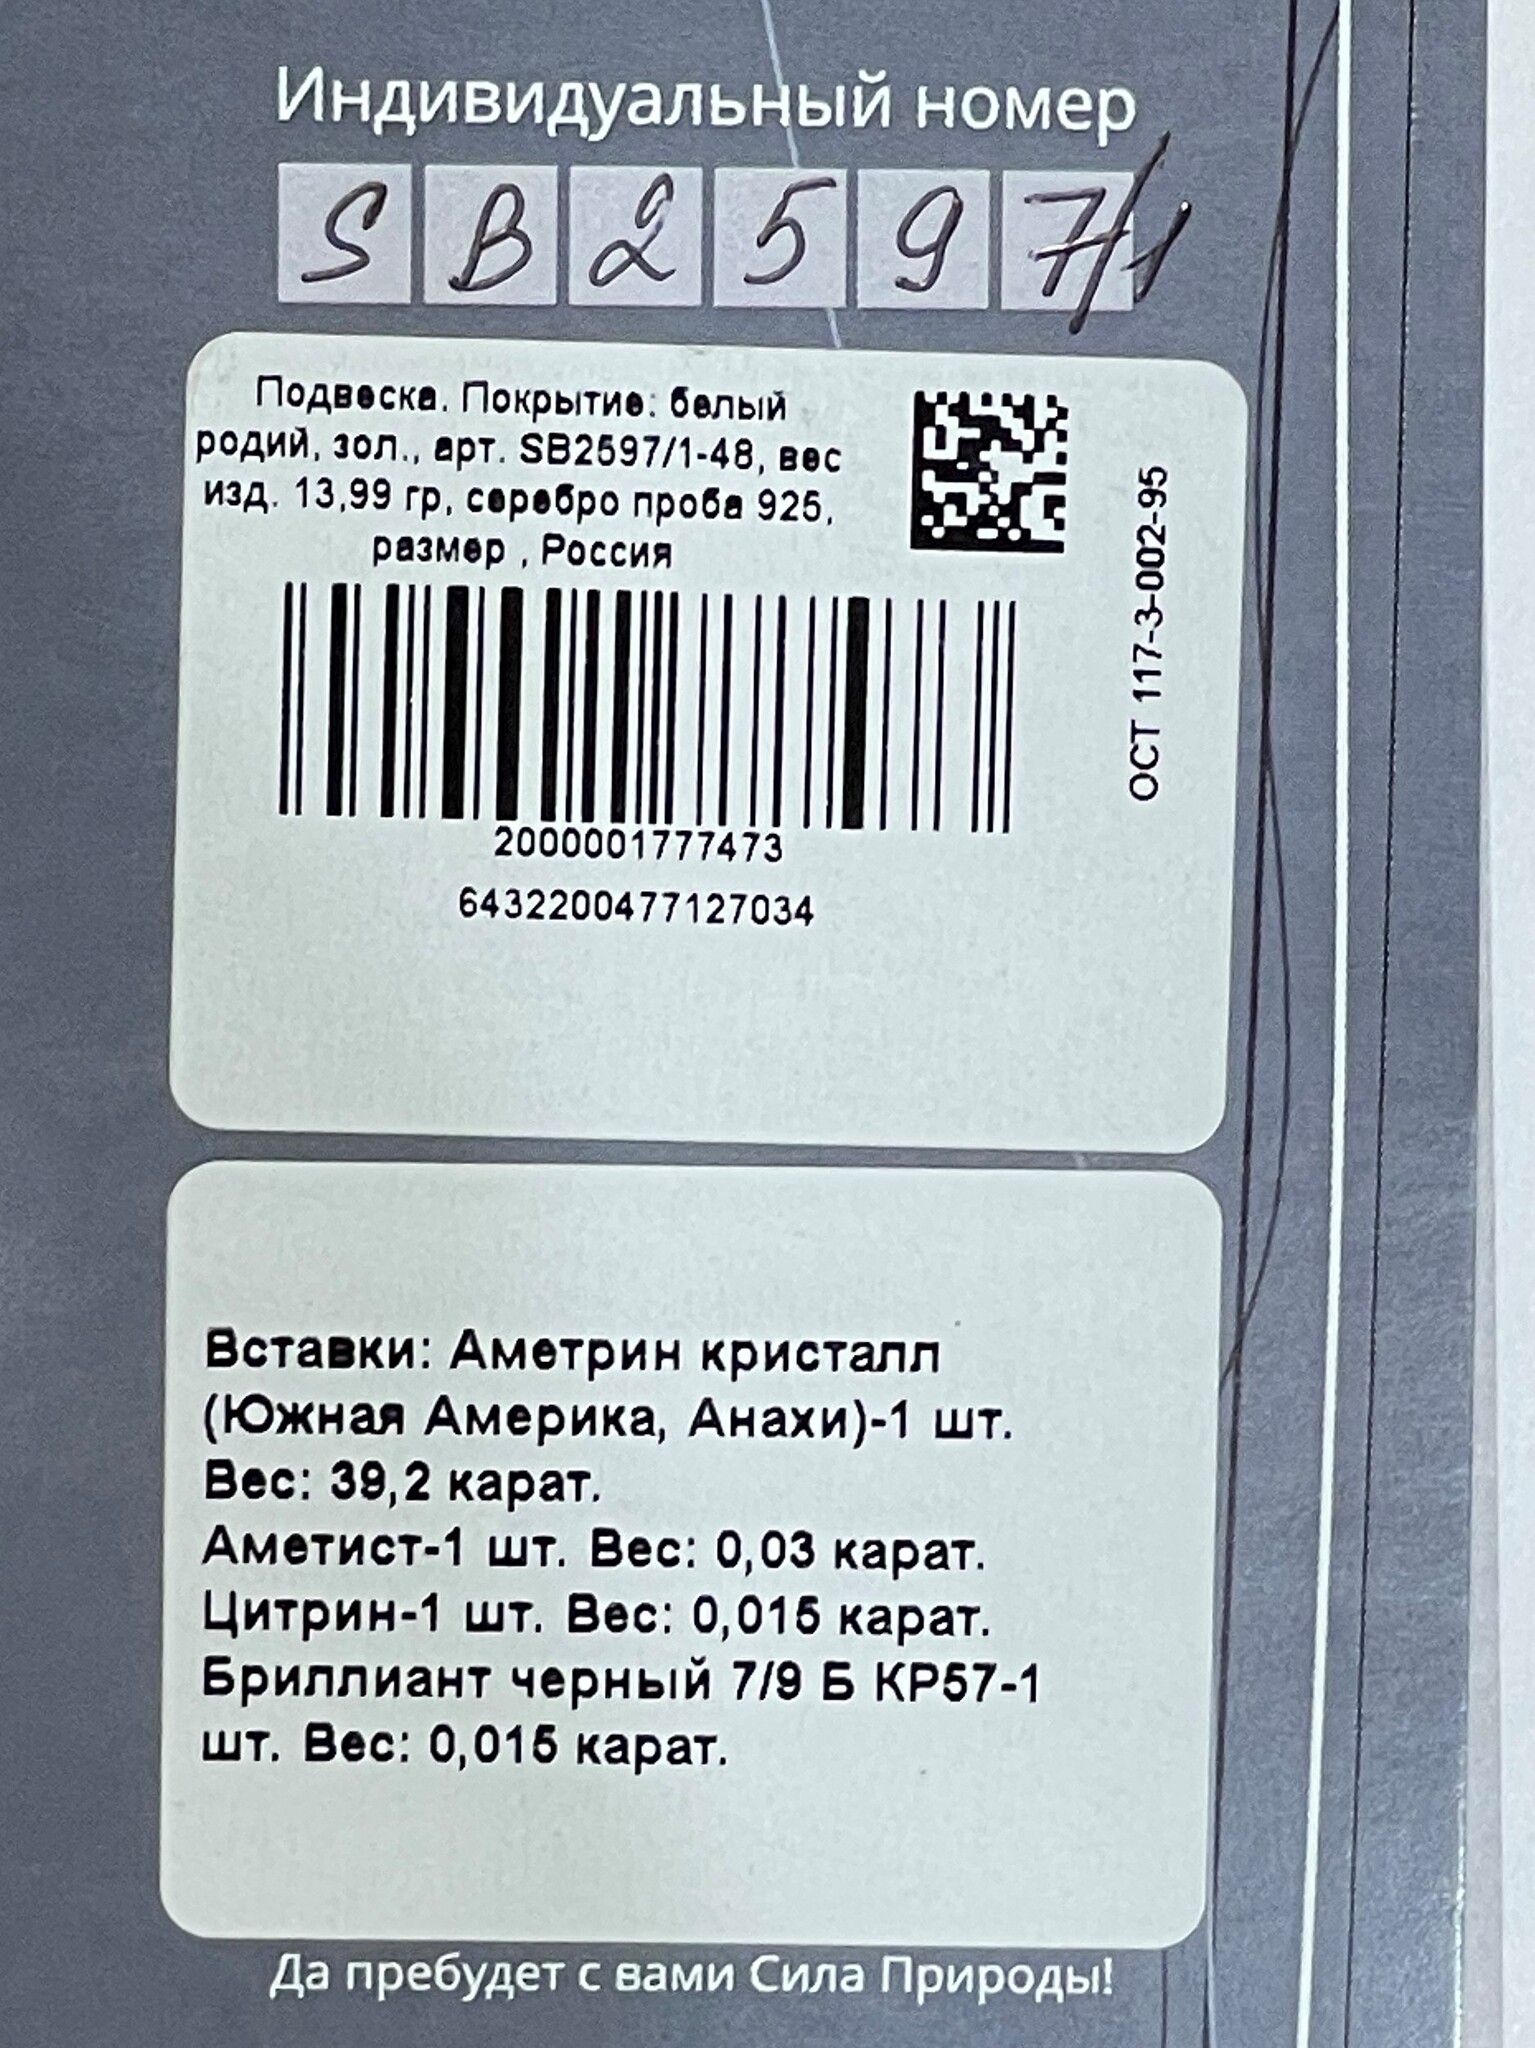 Индивидуальный номер
SB2597/1
Подвеска. Покрытие: белый
родий, зол., арт. SB2597/1-48, вес
изд. 13,99 гр, серебро проба 925,
размер , Россия
ОСТ 117-3-002-95
2000001777473
6432200477127034
Вставки: Аметрин кристалл
(Южная Америка, Анахи)-1 шт.
Вес: 39,2 карат.
Аметист-1 шт. Вес: 0,03 карат.
Цитрин-1 шт. Вес: 0,015 карат.
Бриллиант черный 7/9 Б КР57-1
шт. Вес: 0,015 карат.
Да пребудет с вами Сила Природы!